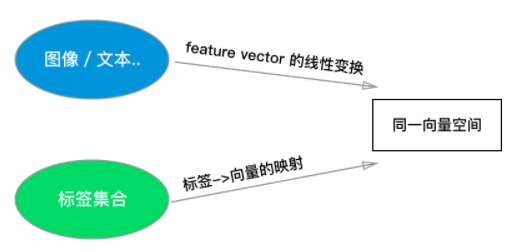 图像 / 文本..
feature vector 的线性变换
同一向量空间
标签->向量的映射
标签集合